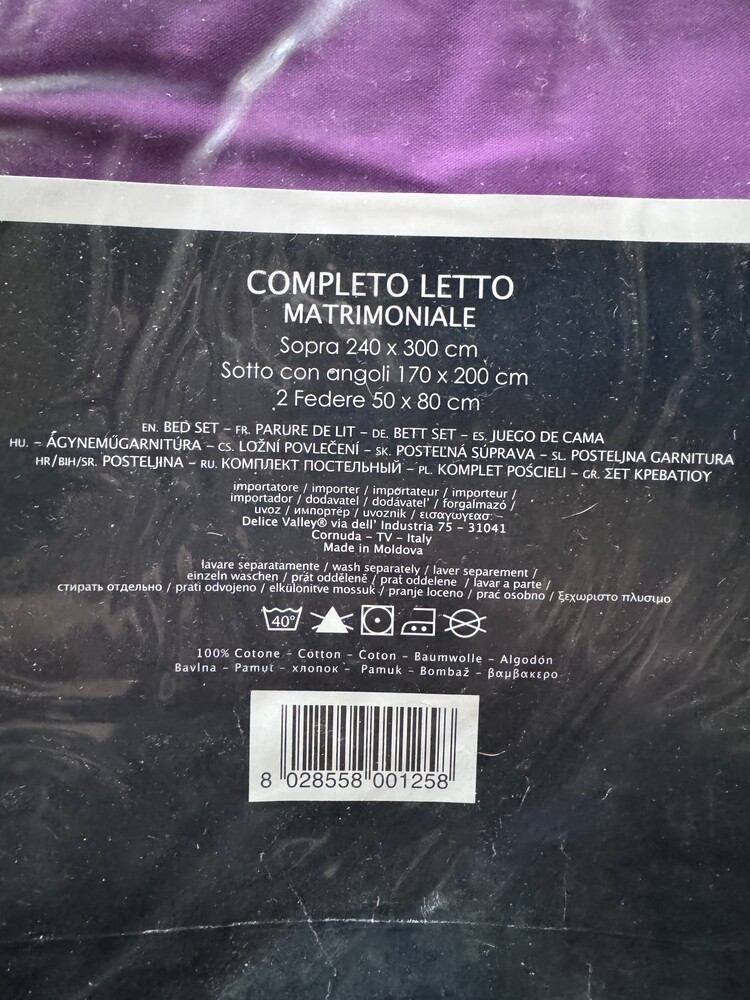 COMPLETO LETTO
MATRIMONIALE
Sopra 240 x 300 cm
Sotto con angoli 170 x 200 cm
2 Federe 50 x 80 cm
EN. BED SET – FR. PARURE DE LIT – DE. BETT SET – ES. JUEGO DE CAMA
HU. – ÁGYNEMŰGARNITÚRA – CS. LOŽNÍ POVLEČENÍ – SK. POSTEĽNÁ SÚPRAVA – SL. POSTELJNA GARNITURA
HR/BIH/SR. POSTELJINA – RU. КОМПЛЕКТ ПОСТЕЛЬНЫЙ – PL. KOMPLET POŚCIELI – GR. ΣΕΤ ΚΡΕΒΑΤΙΟΥ
importatore / importer / importateur / importeur /
importador / dodavatel / dodávateľ / forgalmazó /
uvoz / импортёр / uvoznik / εισαγωγεασ: –
Delice Valley® via dell' Industria 75 – 31041
Cornuda – TV – Italy
Made in Moldova
lavare separatamente / wash separately / laver separement /
einzeln waschen / prát odděleně / prat oddelene / lavar a parte /
стирать отдельно / prati odvojeno / elkülonitve mossuk / pranje loceno / prać osobno / ξεχωριστο πλυσιμο
40°
100% Cotone – Cotton – Coton – Baumwolle – Algodón
Bavlna – Pamut – хлопок – Pamuk – Bombaž – βαμβακερο
8 028558 001258